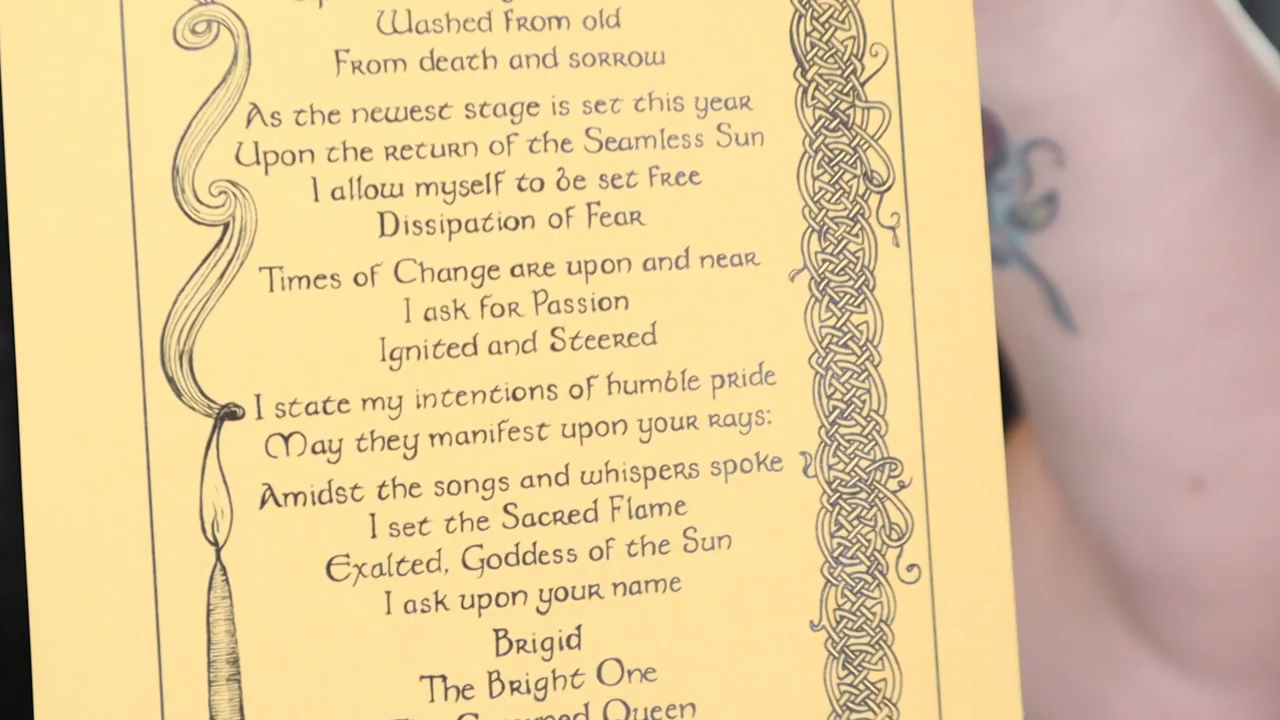 Washed from old
From death and sorrow
As the newest stage is set this year
Upon the return of the Seamless Sun
I allow myself to be set free
Dissipation of Fear
Times of Change are upon and near
I ask for Passion
Ignited and Steered
I state my intentions of humble pride
May they manifest upon your rays:
Amidst the songs and whispers spoke
I set the Sacred Flame
Exalted, Goddess of the Sun
I ask upon your name
Brigid
The Bright One
Queen